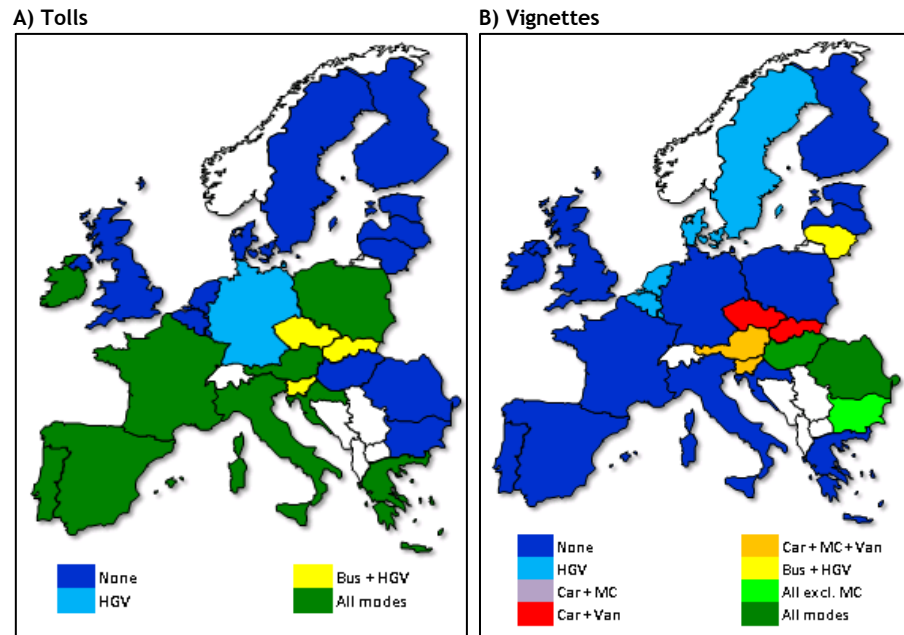 A) Tolls
B) Vignettes
None
HGV
Bus + HGV
All modes
None
HGV
Car + MC
Car + Van
Car + MC + Van
Bus + HGV
All excl. MC
All modes